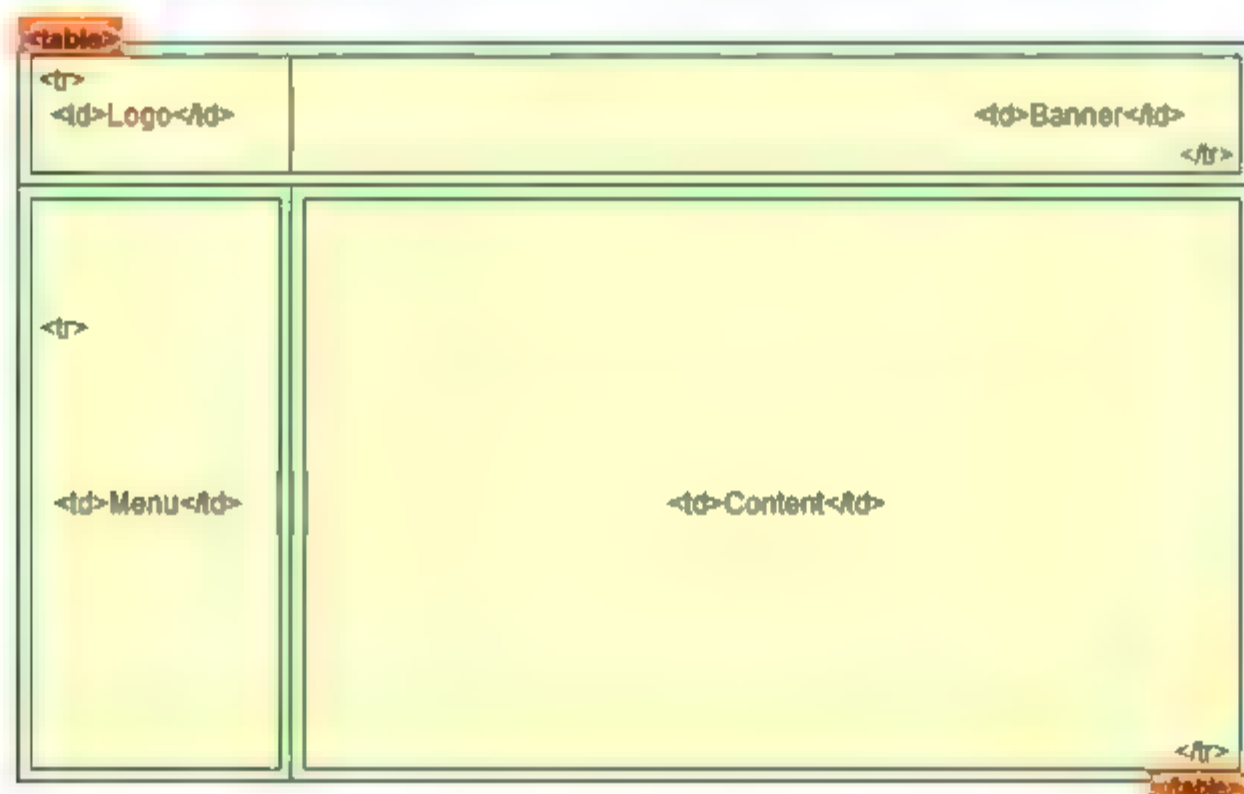 <table>
<tr>
<td>Logo</td> <td>Banner</td>
</tr>
<tr>
<td>Menu</td> <td>Content</td>
</tr>
</table>